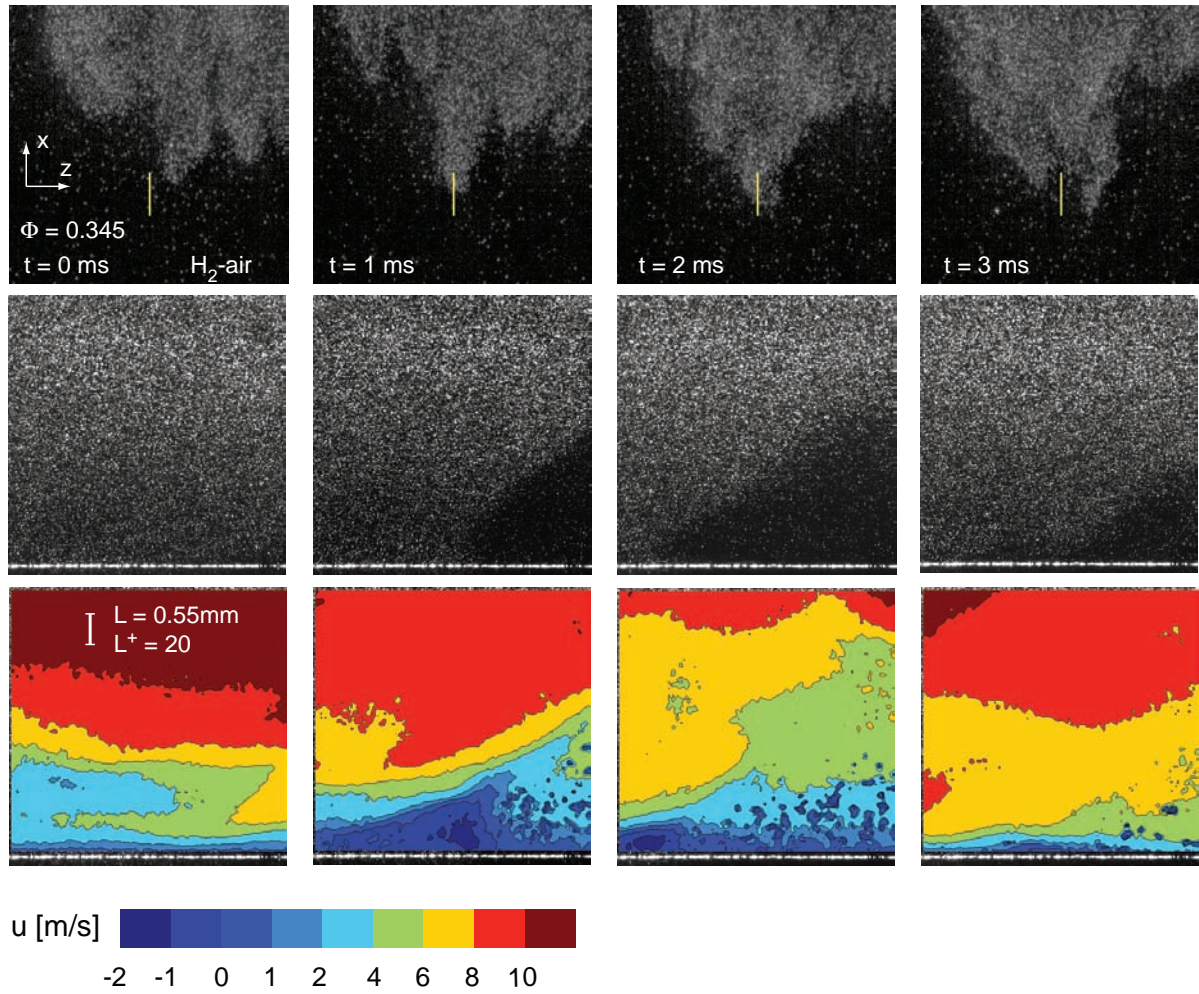 x
z
Φ = 0.345
t = 0 ms H₂-air
t = 1 ms
t = 2 ms
t = 3 ms
L = 0.55mm
L⁺ = 20
u [m/s]
-2 -1 0 1 2 4 6 8 10